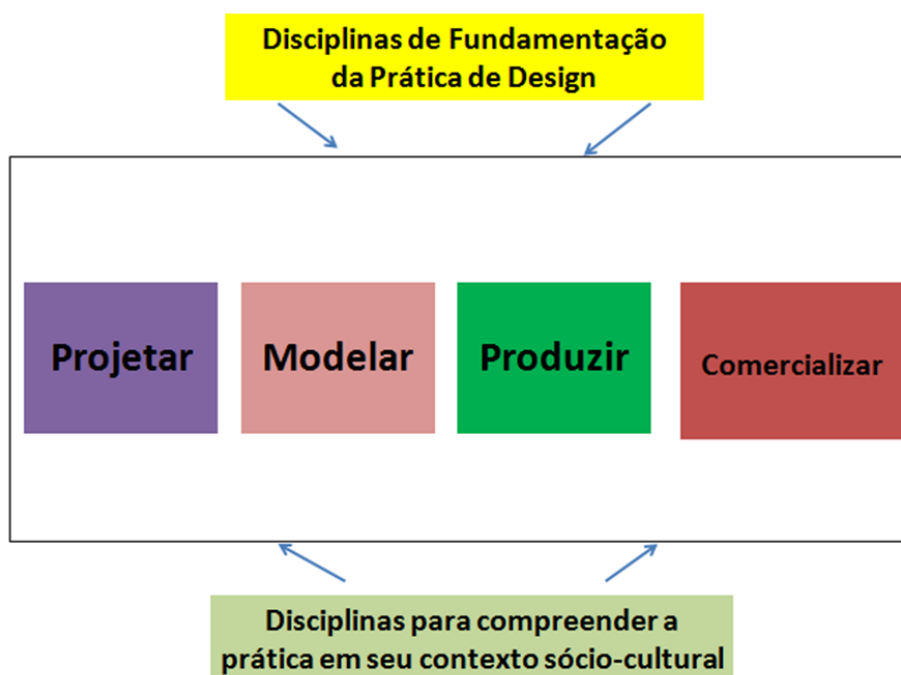 Disciplinas de Fundamentação
da Prática de Design
Projetar
Modelar
Produzir
Comercializar
Disciplinas para compreender a
prática em seu contexto sócio-cultural